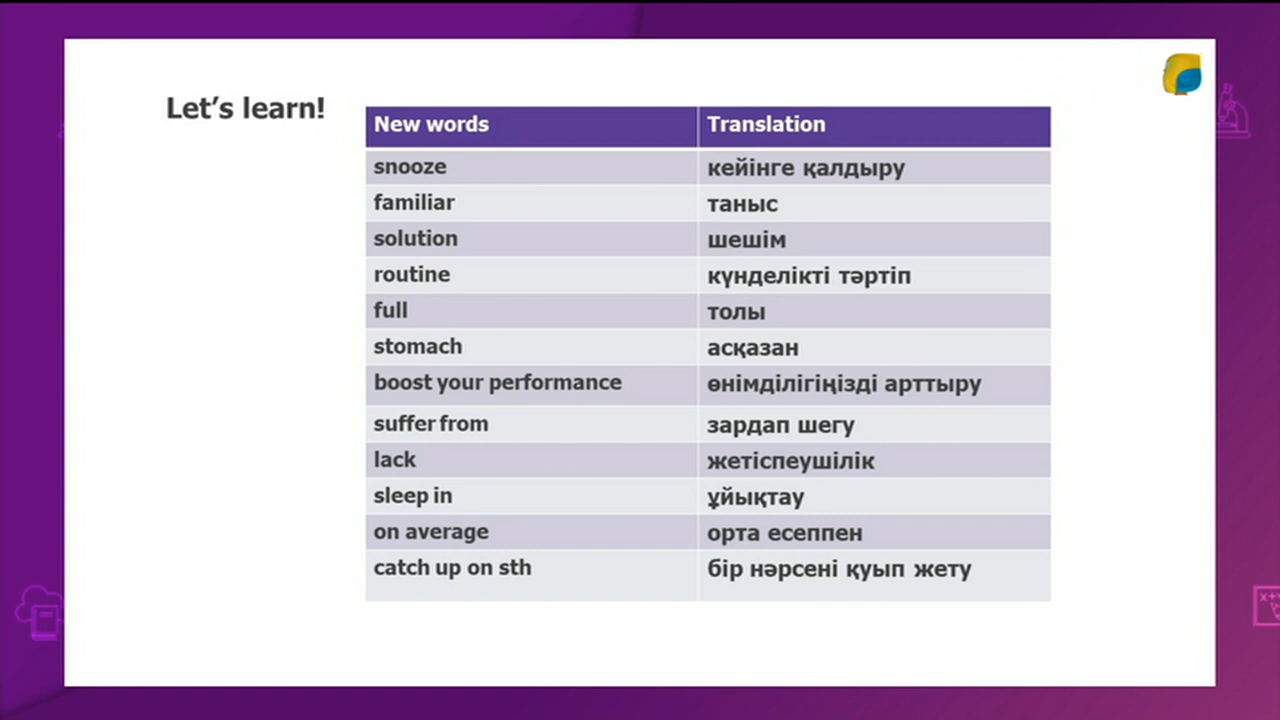 Let's learn!
New words Translation
snooze кейінге қалдыру
familiar таныс
solution шешім
routine күнделікті тәртіп
full толы
stomach асқазан
boost your performance өнімділігіңізді арттыру
suffer from зардап шегу
lack жетіспеушілік
sleep in ұйықтау
on average орта есеппен
catch up on sth бір нәрсені қуып жету